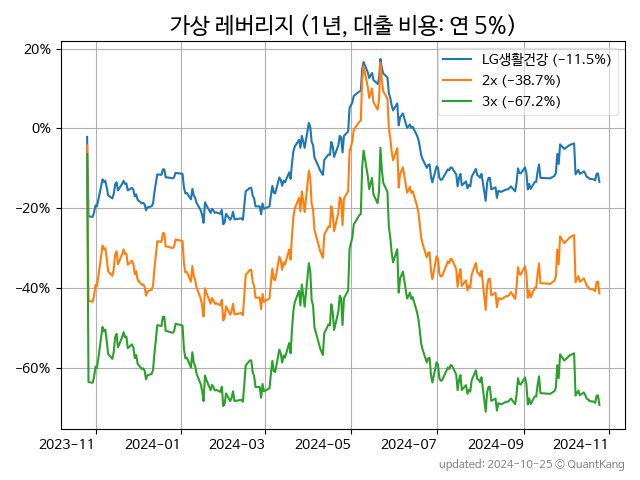 가상 레버리지 (1년, 대출 비용: 연 5%)
20%
0%
−20%
−40%
−60%
LG생활건강 (−11.5%)
2x (−38.7%)
3x (−67.2%)
2023−11 2024−01 2024−03 2024−05 2024−07 2024−09 2024−11
updated: 2024-10-25 © QuantKang